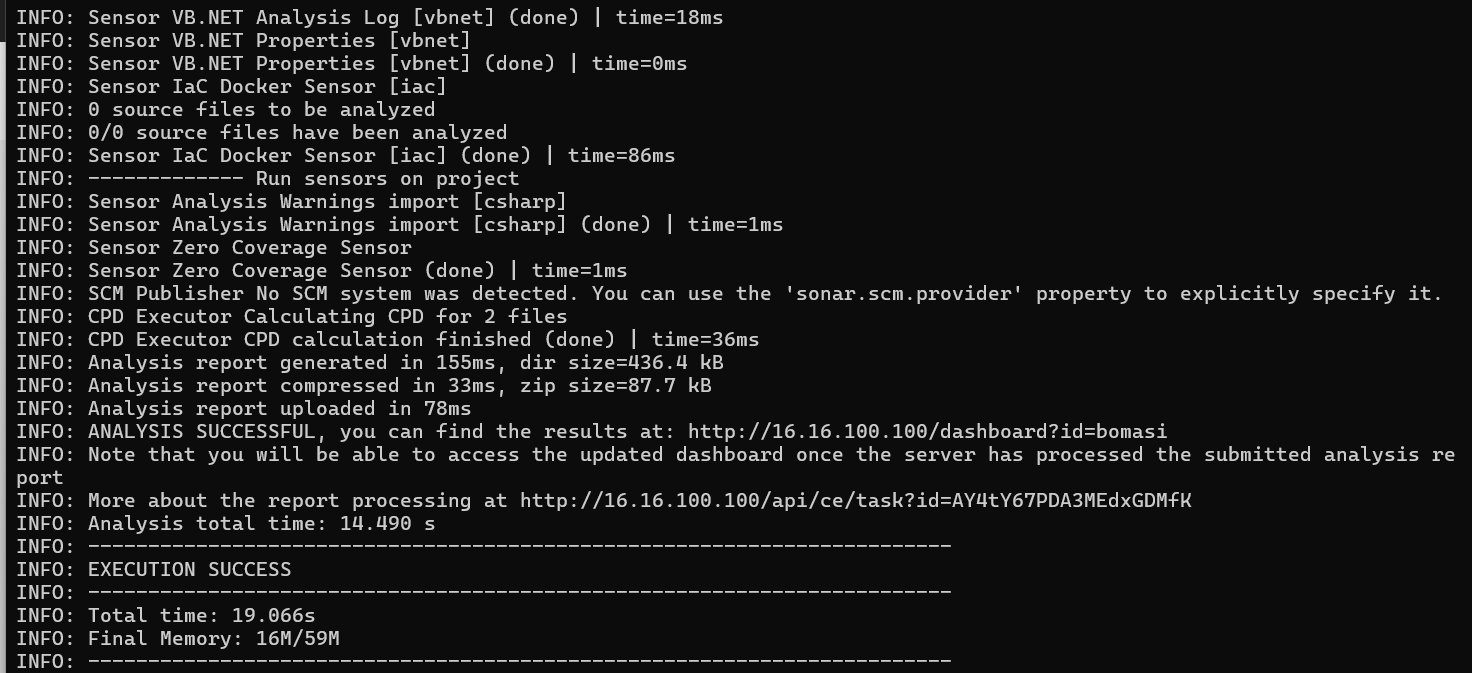 INFO: Sensor VB.NET Analysis Log [vbnet] (done) | time=18ms
INFO: Sensor VB.NET Properties [vbnet]
INFO: Sensor VB.NET Properties [vbnet] (done) | time=0ms
INFO: Sensor IaC Docker Sensor [iac]
INFO: 0 source files to be analyzed
INFO: 0/0 source files have been analyzed
INFO: Sensor IaC Docker Sensor [iac] (done) | time=86ms
INFO: ------------- Run sensors on project
INFO: Sensor Analysis Warnings import [csharp]
INFO: Sensor Analysis Warnings import [csharp] (done) | time=1ms
INFO: Sensor Zero Coverage Sensor
INFO: Sensor Zero Coverage Sensor (done) | time=1ms
INFO: SCM Publisher No SCM system was detected. You can use the 'sonar.scm.provider' property to explicitly specify it.
INFO: CPD Executor Calculating CPD for 2 files
INFO: CPD Executor CPD calculation finished (done) | time=36ms
INFO: Analysis report generated in 155ms, dir size=436.4 kB
INFO: Analysis report compressed in 33ms, zip size=87.7 kB
INFO: Analysis report uploaded in 78ms
INFO: ANALYSIS SUCCESSFUL, you can find the results at: http://16.16.100.100/dashboard?id=bomasi
INFO: Note that you will be able to access the updated dashboard once the server has processed the submitted analysis re
port
INFO: More about the report processing at http://16.16.100.100/api/ce/task?id=AY4tY67PDA3MEdxGDMfK
INFO: Analysis total time: 14.490 s
INFO: ------------------------------------------------------------------------
INFO: EXECUTION SUCCESS
INFO: ------------------------------------------------------------------------
INFO: Total time: 19.066s
INFO: Final Memory: 16M/59M
INFO: ------------------------------------------------------------------------